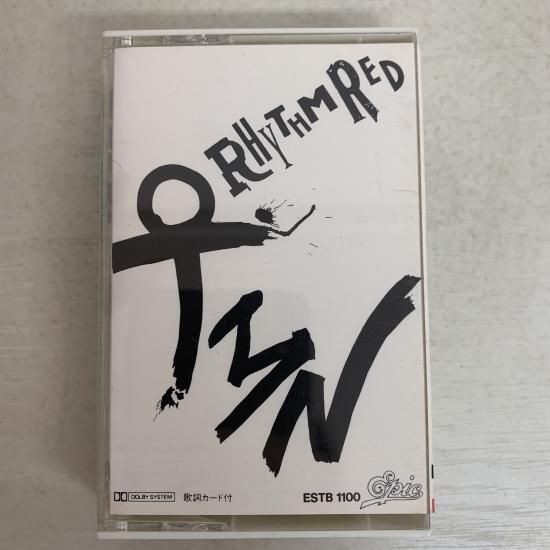 RHYTHM RED
TMN
DOLBY SYSTEM 歌詞カード付 ESTB 1100 Epic